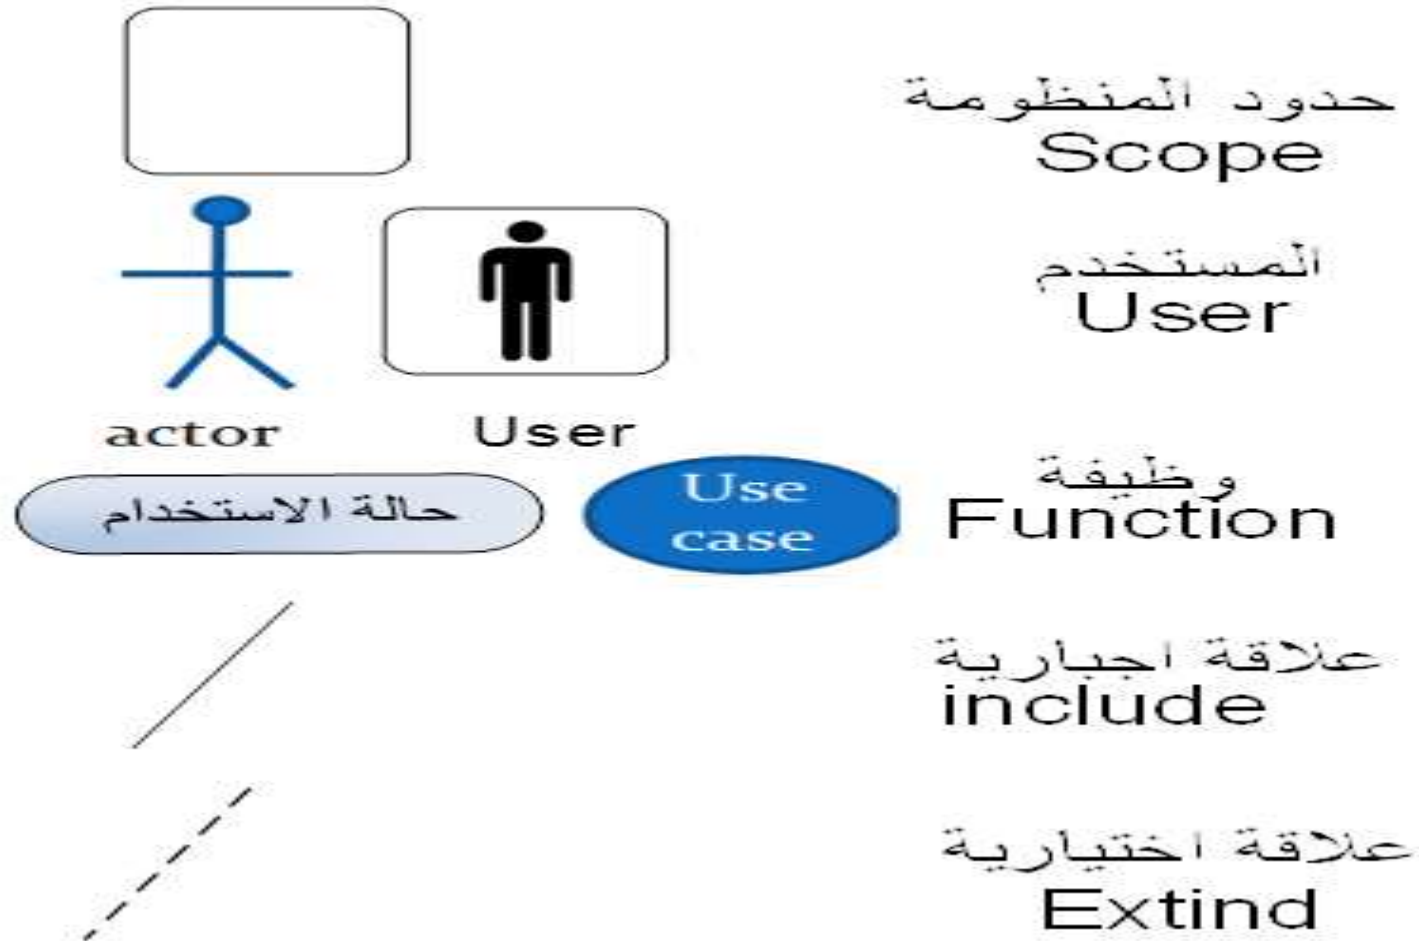 حدود المنظومة
Scope
المستخدم
User
actor
User
حالة الاستخدام
Use
case
وظيفة
Function
علاقة اجبارية
include
علاقة اختيارية
Extind